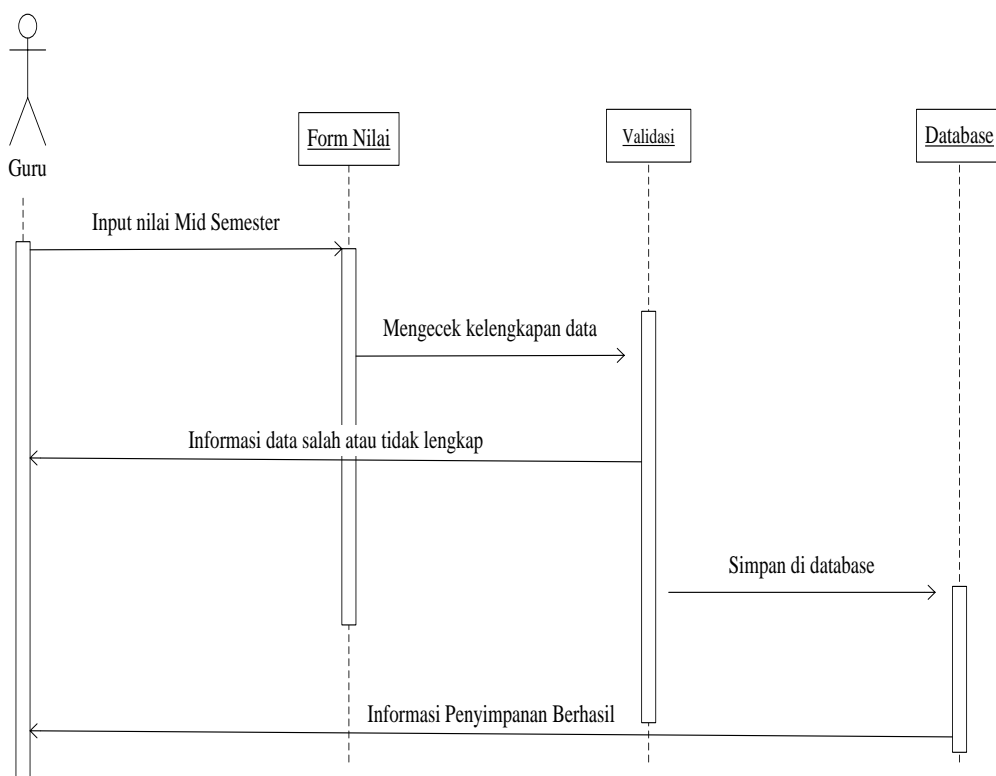 Form Nilai
Validasi
Database
Guru
Input nilai Mid Semester
Mengecek kelengkapan data
Informasi data salah atau tidak lengkap
Simpan di database
Informasi Penyimpanan Berhasil